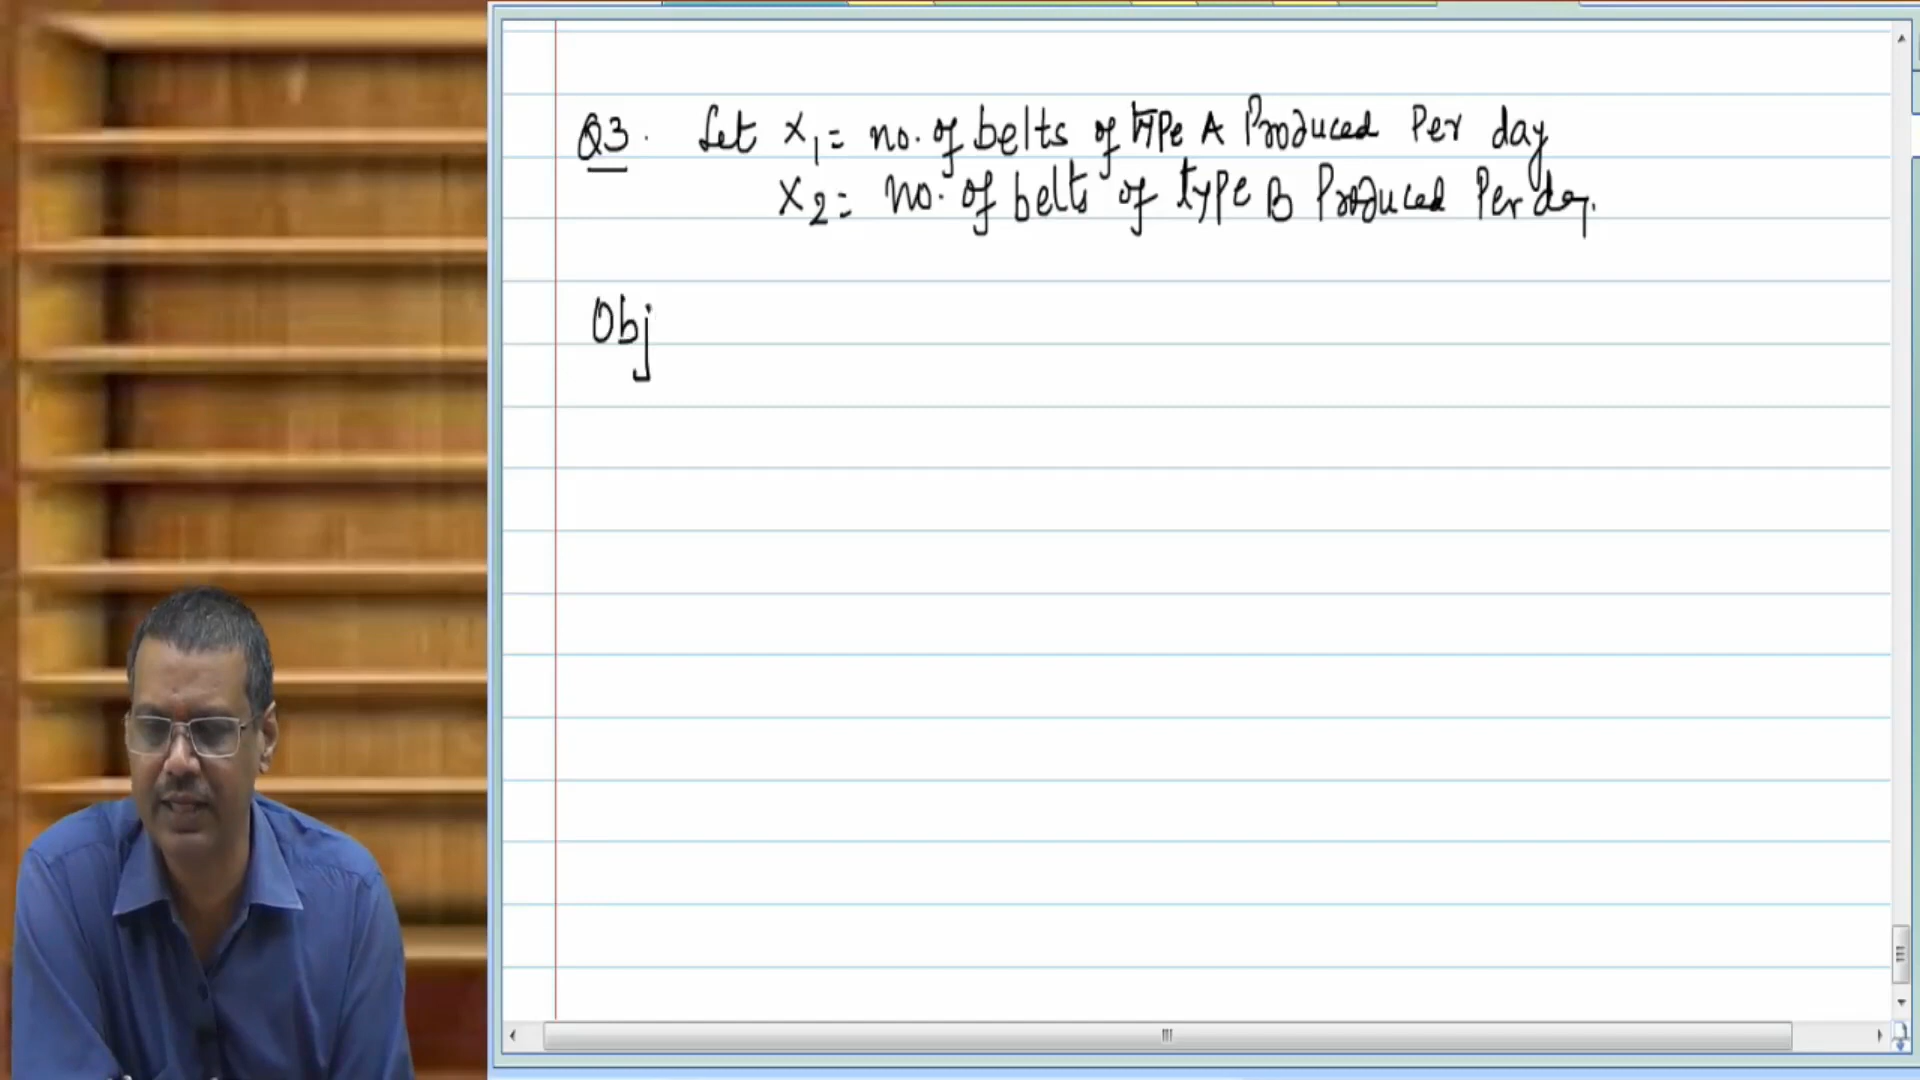 Q3. Let x1 = no. of belts of type A Produced Per day
x2 = no. of belts of type B Produced Per day.
Obj